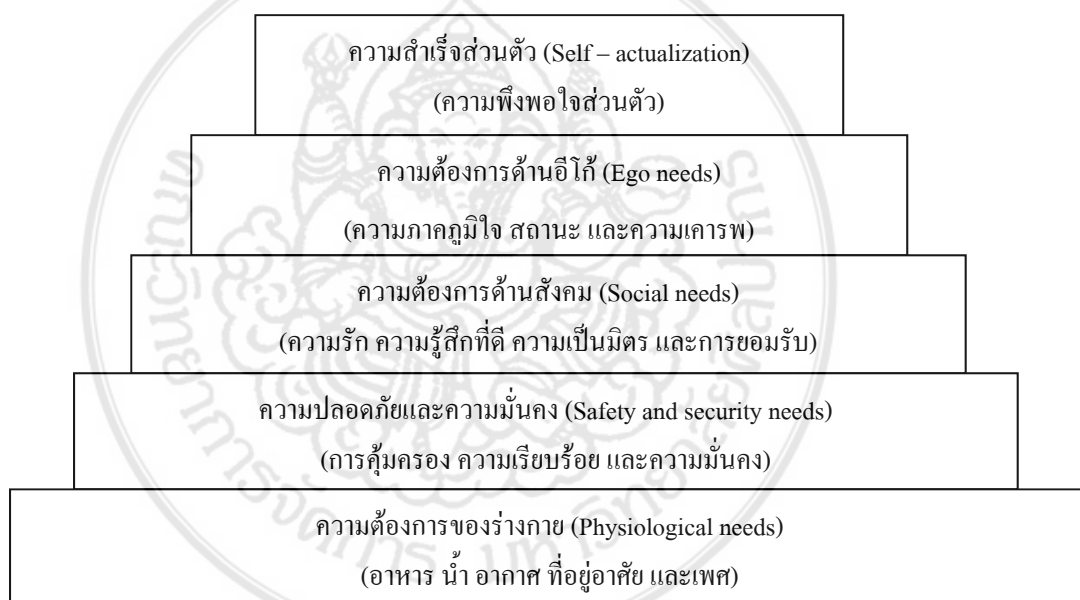 ความสำเร็จส่วนตัว (Self – actualization)
(ความพึงพอใจส่วนตัว)
ความต้องการด้านอีโก้ (Ego needs)
(ความภาคภูมิใจ สถานะ และความเคารพ)
ความต้องการด้านสังคม (Social needs)
(ความรัก ความรู้สึกที่ดี ความเป็นมิตร และการยอมรับ)
ความปลอดภัยและความมั่นคง (Safety and security needs)
(การคุ้มครอง ความเรียบร้อย และความมั่นคง)
ความต้องการของร่างกาย (Physiological needs)
(อาหาร น้ำ อากาศ ที่อยู่อาศัย และเพศ)